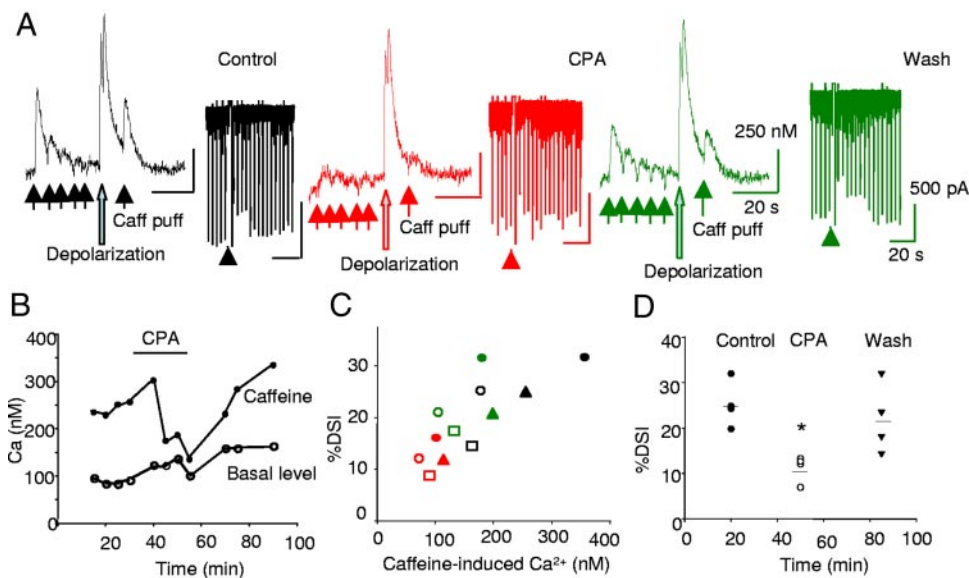 A
Control
CPA
Wash
250 nM
20 s
500 pA
20 s
Caff puff
Depolarization
Caff puff
Depolarization
Caff puff
Depolarization
B
CPA
400
300
200
100
0
Ca (nM)
Caffeine
Basal level
0 20 40 60 80 100
Time (min)
C
40
30
20
10
0
%DSI
0 100 200 300 400
Caffeine-induced Ca²⁺ (nM)
D
40
30
20
10
0
%DSI
Control CPA Wash
*
0 20 40 60 80 100
Time (min)